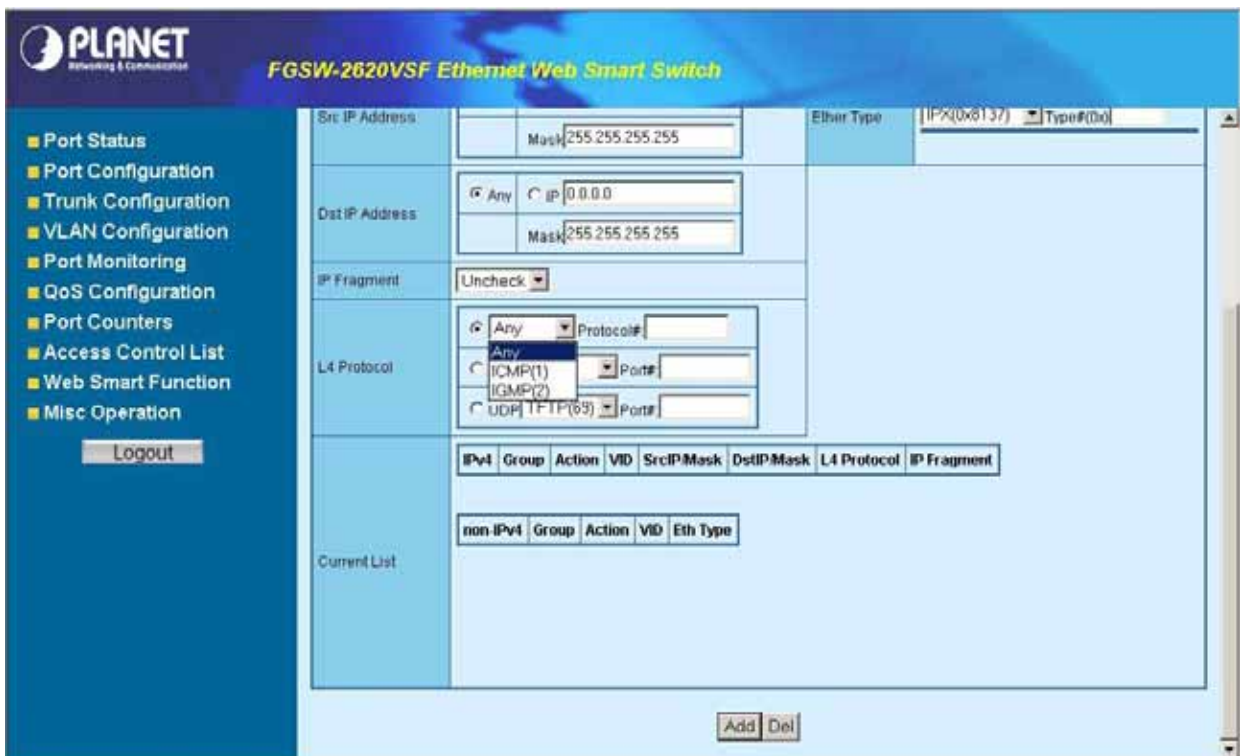 PLANET
Networking & Communication
FGSW-2620VSF Ethernet Web Smart Switch
Port Status
Port Configuration
Trunk Configuration
VLAN Configuration
Port Monitoring
QoS Configuration
Port Counters
Access Control List
Web Smart Function
Misc Operation
Logout
Src IP Address
Mask 255.255.255.255
Ether Type
IPX(0x8137) Type#(0x)
Dst IP Address
Any IP 0.0.0.0
Mask 255.255.255.255
IP Fragment
Uncheck
L4 Protocol
Any Protocol#:
Any
ICMP(1) Port#:
IGMP(2)
UDP TFTP(69) Port#:
Current List
IPv4 Group Action VID SrcIP/Mask DstIP/Mask L4 Protocol IP Fragment
non-IPv4 Group Action VID Eth Type
Add Del